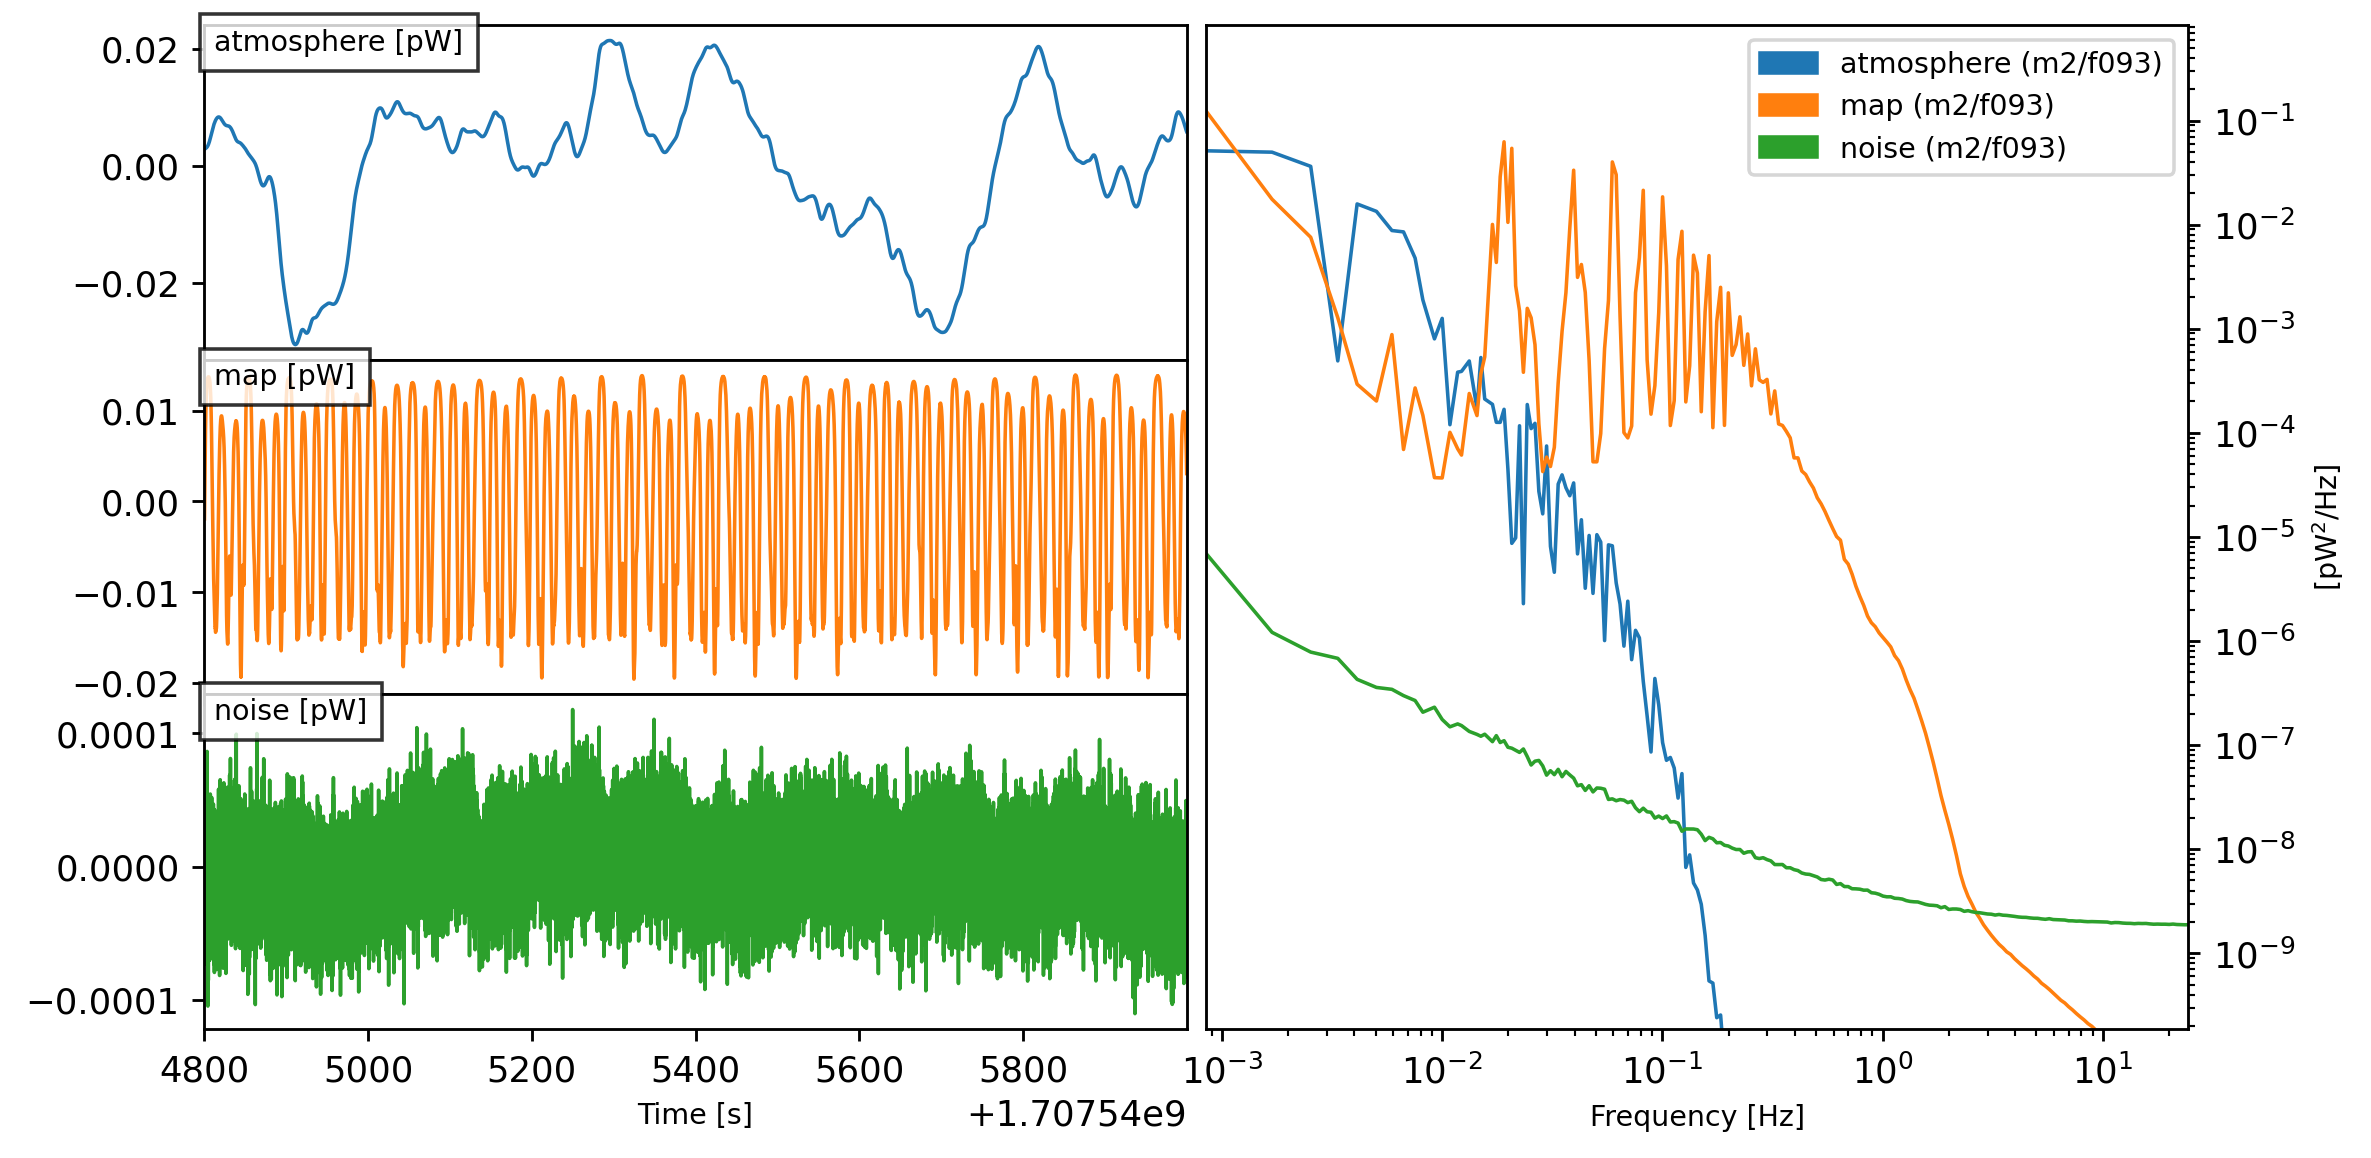 atmosphere [pW]
0.02
0.00
−0.02
map [pW]
0.01
0.00
−0.01
−0.02
noise [pW]
0.0001
0.0000
−0.0001
4800 5000 5200 5400 5600 5800
Time [s]
+1.70754e9
atmosphere (m2/f093)
map (m2/f093)
noise (m2/f093)
10⁻¹
10⁻²
10⁻³
10⁻⁴
10⁻⁵
10⁻⁶
10⁻⁷
10⁻⁸
10⁻⁹
[pW²/Hz]
10⁻³ 10⁻² 10⁻¹ 10⁰ 10¹
Frequency [Hz]